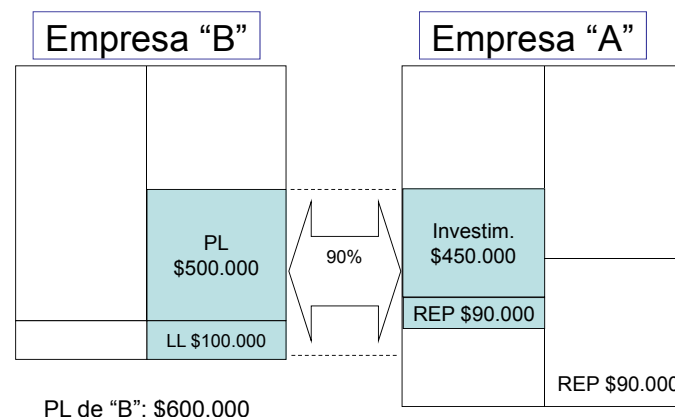 Empresa “B”
Empresa “A”
PL
$500.000
90%
Investim.
$450.000
REP $90.000
LL $100.000
REP $90.000
PL de “B”: $600.000